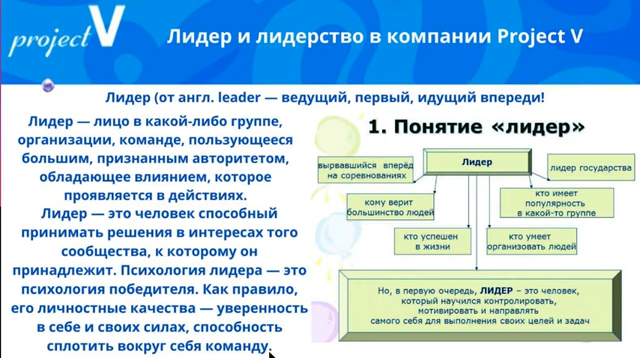 project V
Лидер и лидерство в компании Project V
Лидер (от англ. leader — ведущий, первый, идущий впереди!
Лидер — лицо в какой-либо группе,
организации, команде, пользующееся
большим, признанным авторитетом,
обладающее влиянием, которое
проявляется в действиях.
Лидер — это человек способный
принимать решения в интересах того
сообщества, к которому он
принадлежит. Психология лидера — это
психология победителя. Как правило,
его личностные качества — уверенность
в себе и своих силах, способность
сплотить вокруг себя команду.
1. Понятие «лидер»
Лидер
вырвавшийся вперёд
на соревнованиях
лидер государства
кому верит
большинство людей
кто имеет
популярность
в какой-то группе
кто успешен
в жизни
кто умеет
организовать людей
Но, в первую очередь, ЛИДЕР – это человек,
который научился контролировать,
мотивировать и направлять
самого себя для выполнения своих целей и задач